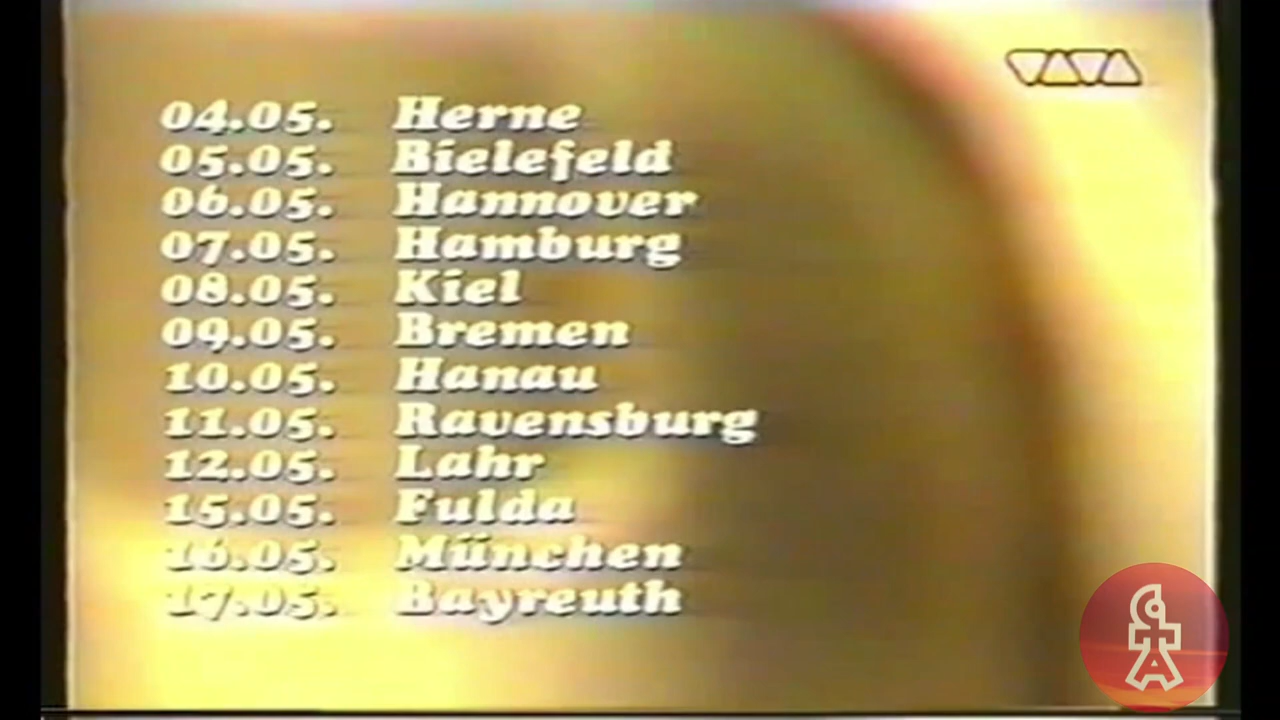 VIVA
04.05. Herne
05.05. Bielefeld
06.05. Hannover
07.05. Hamburg
08.05. Kiel
09.05. Bremen
10.05. Hanau
11.05. Ravensburg
12.05. Lahr
15.05. Fulda
16.05. München
17.05. Bayreuth